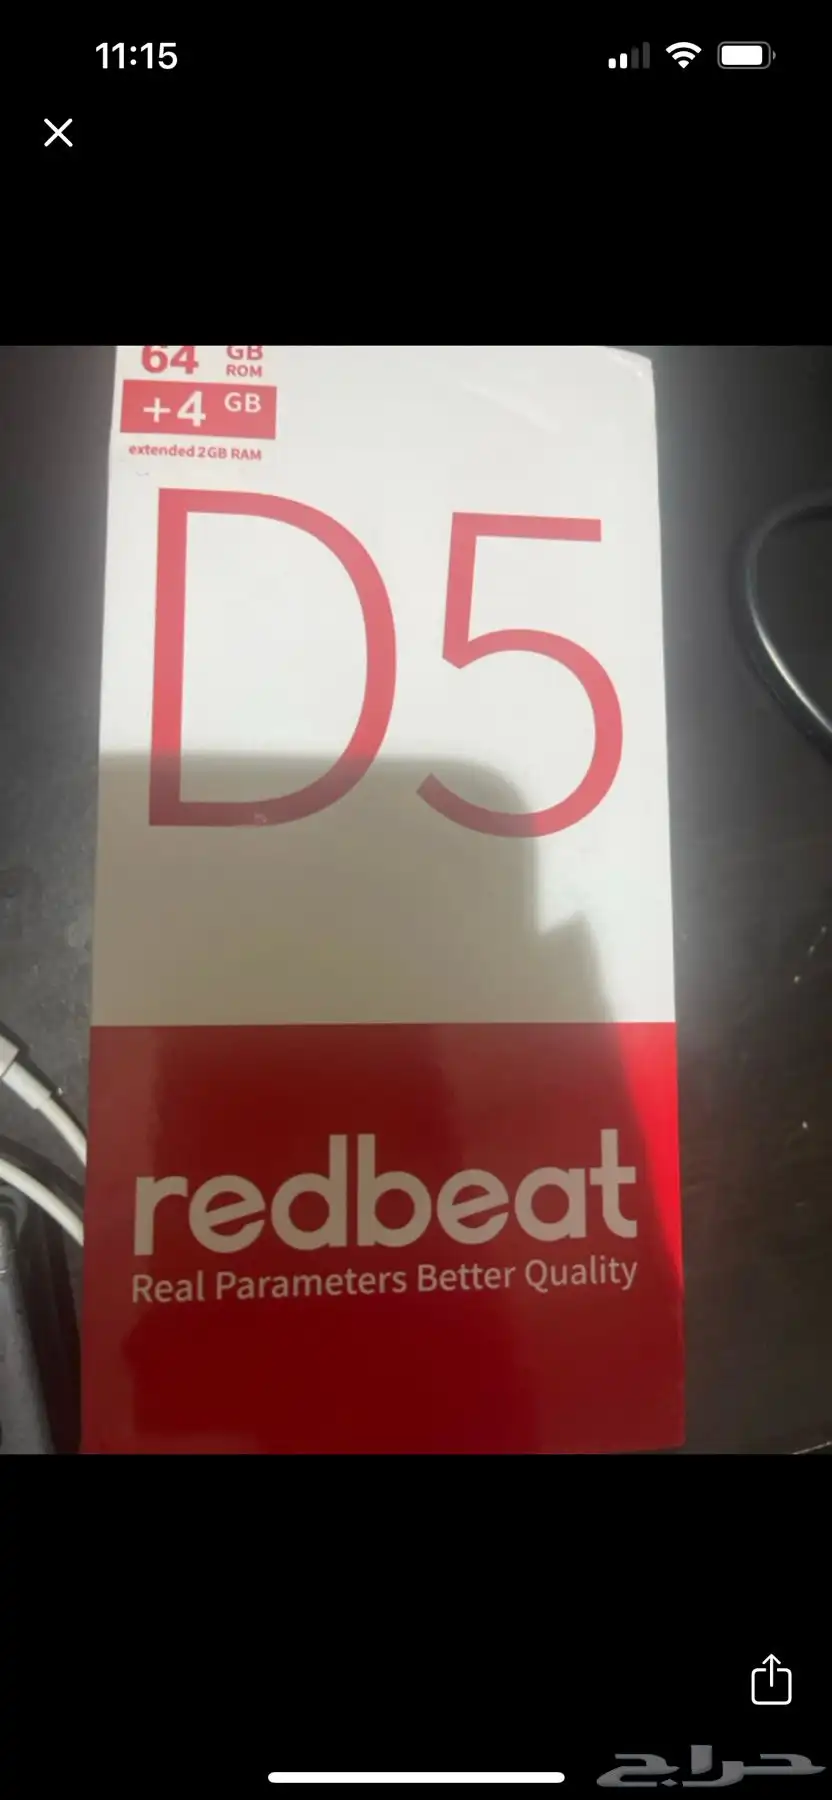 11:15
64 GB
ROM
+4 GB
extended 2GB RAM
D5
redbeat
Real Parameters Better Quality
حراج